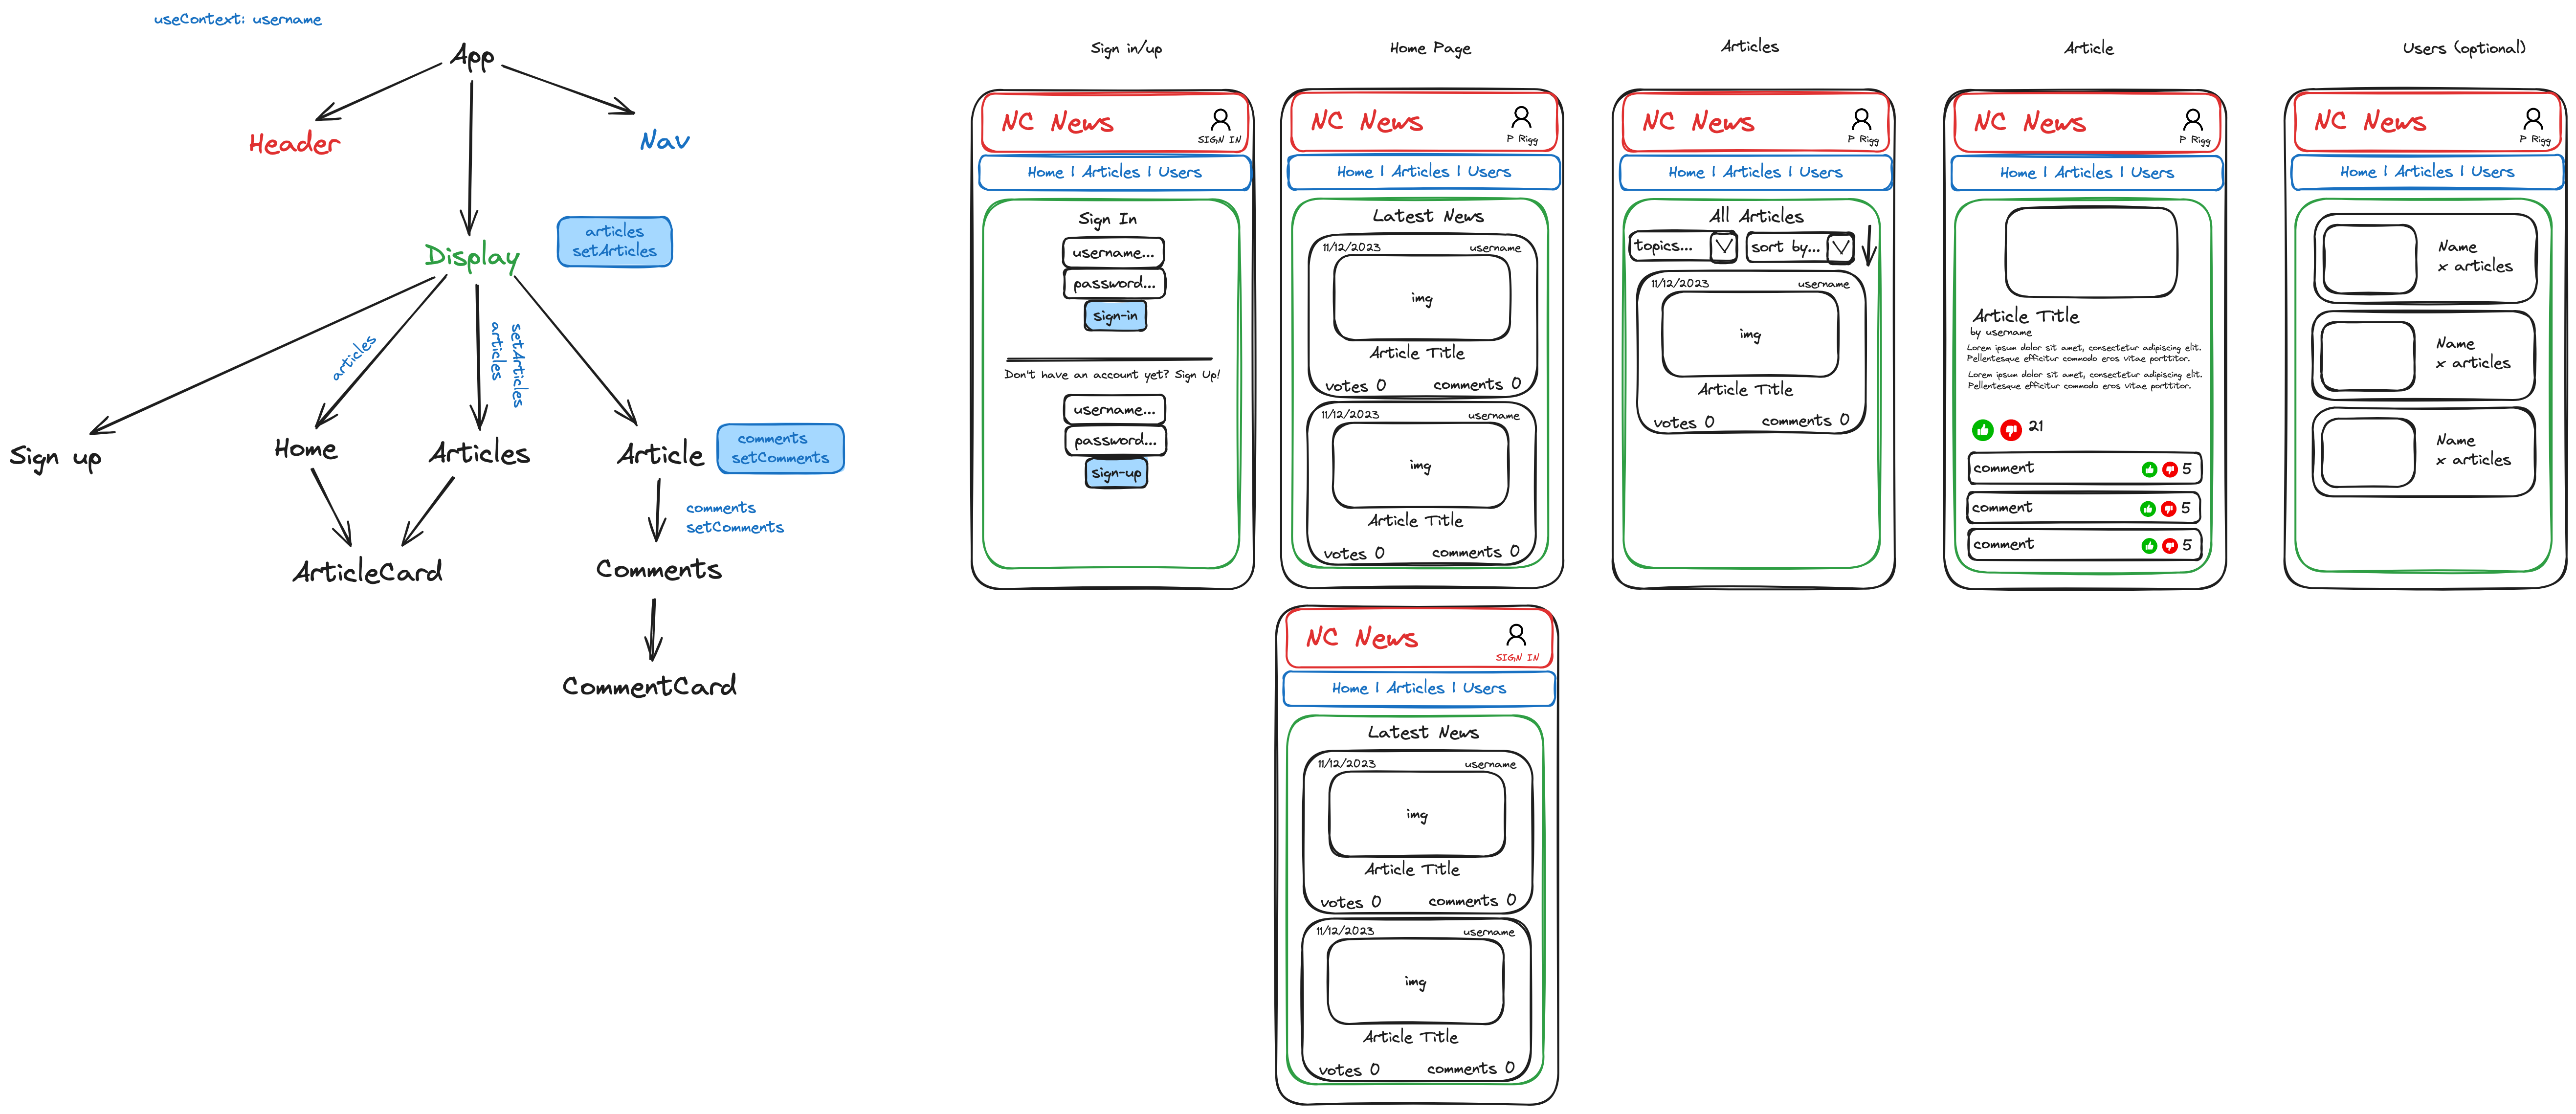 useContext: username
App
Header
Nav
Display
articles
setArticles
articles
setArticles
articles
Sign up
Home
Articles
Article
comments
setComments
comments
setComments
ArticleCard
Comments
CommentCard
Sign in/up
NC News
SIGN IN
Home | Articles | Users
Sign In
username...
password...
sign-in
Don't have an account yet? Sign Up!
username...
password...
sign-up
Home Page
NC News
P Rigg
Home | Articles | Users
Latest News
11/12/2023 username
img
Article Title
votes 0 comments 0
11/12/2023 username
img
Article Title
votes 0 comments 0
Articles
NC News
P Rigg
Home | Articles | Users
All Articles
topics... sort by...
11/12/2023 username
img
Article Title
votes 0 comments 0
Article
NC News
P Rigg
Home | Articles | Users
Article Title
by username
Lorem ipsum dolor sit amet, consectetur adipiscing elit.
Pellentesque efficitur commodo eros vitae porttitor.
Lorem ipsum dolor sit amet, consectetur adipiscing elit.
Pellentesque efficitur commodo eros vitae porttitor.
21
comment 5
comment 5
comment 5
Users (optional)
NC News
P Rigg
Home | Articles | Users
Name
x articles
Name
x articles
Name
x articles
NC News
SIGN IN
Home | Articles | Users
Latest News
11/12/2023 username
img
Article Title
votes 0 comments 0
11/12/2023 username
img
Article Title
votes 0 comments 0